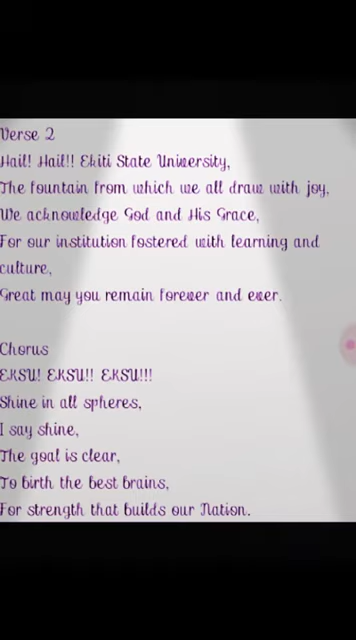 Verse 2
Hail! Hail!! Ekiti State University,
The fountain from which we all draw with joy,
We acknowledge God and His Grace,
For our institution fostered with learning and
culture,
Great may you remain forever and ever.
Chorus
EKSU! EKSU!! EKSU!!!
Shine in all spheres,
I say shine,
The goal is clear,
To birth the best brains,
For strength that builds our Nation.